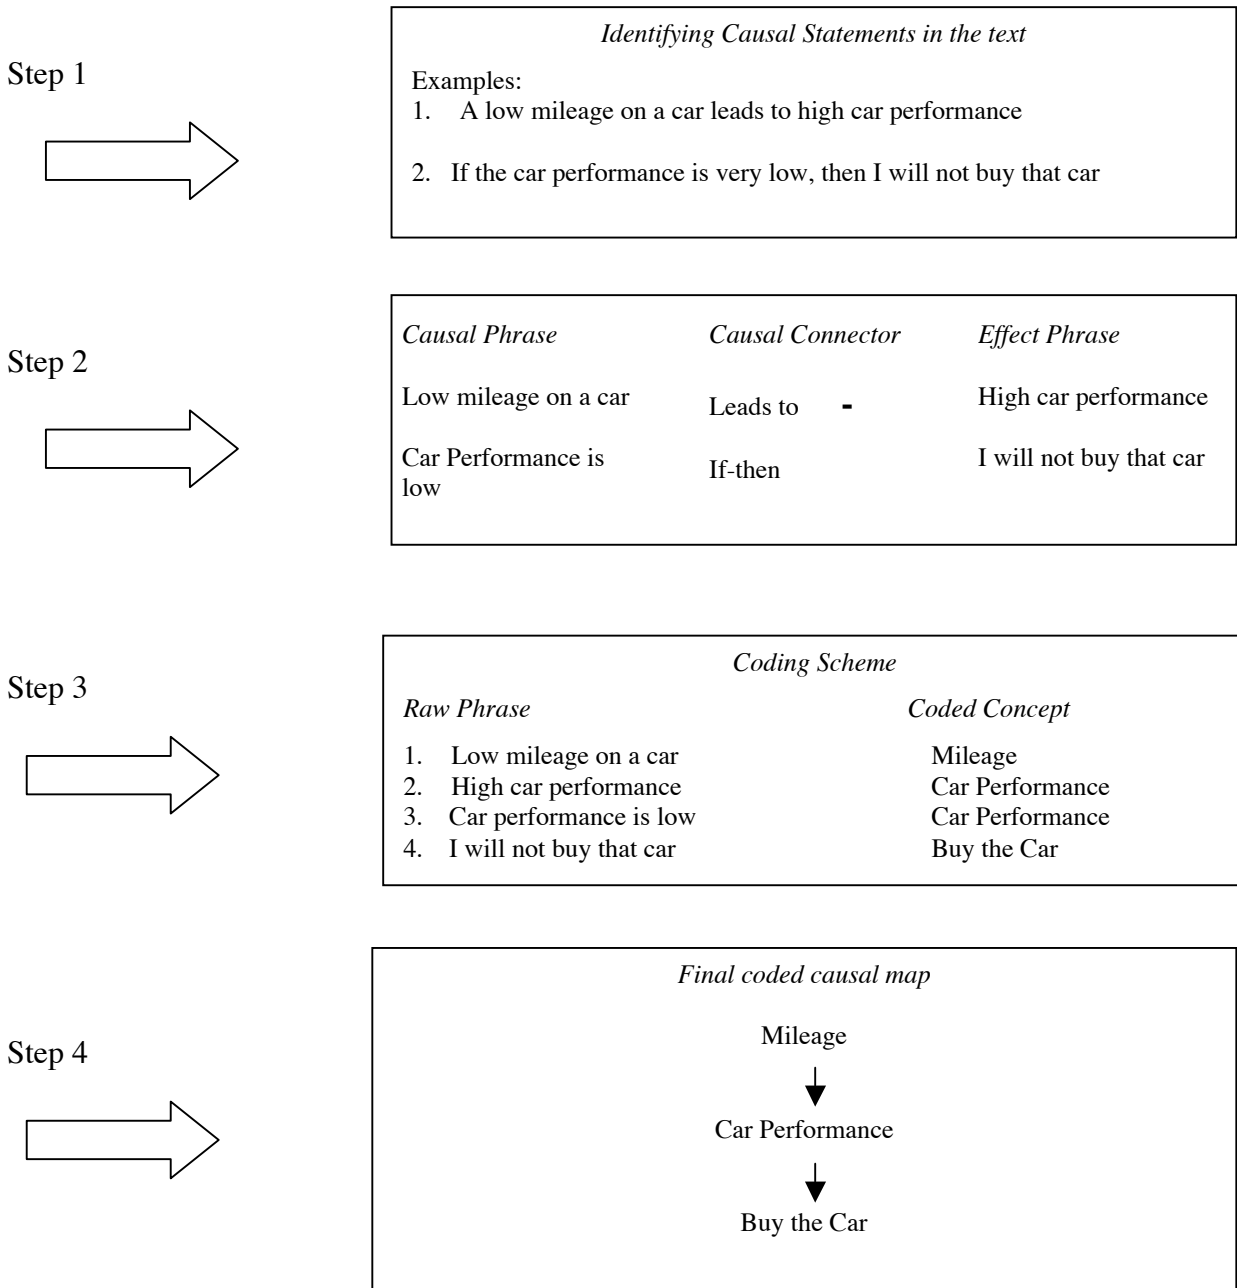 Identifying Causal Statements in the text
Step 1
Examples:
1. A low mileage on a car leads to high car performance
2. If the car performance is very low, then I will not buy that car
Step 2
Causal Phrase Causal Connector Effect Phrase
Low mileage on a car Leads to - High car performance
Car Performance is If-then I will not buy that car
low
Step 3
Coding Scheme
Raw Phrase Coded Concept
1. Low mileage on a car Mileage
2. High car performance Car Performance
3. Car performance is low Car Performance
4. I will not buy that car Buy the Car
Step 4
Final coded causal map
Mileage
Car Performance
Buy the Car